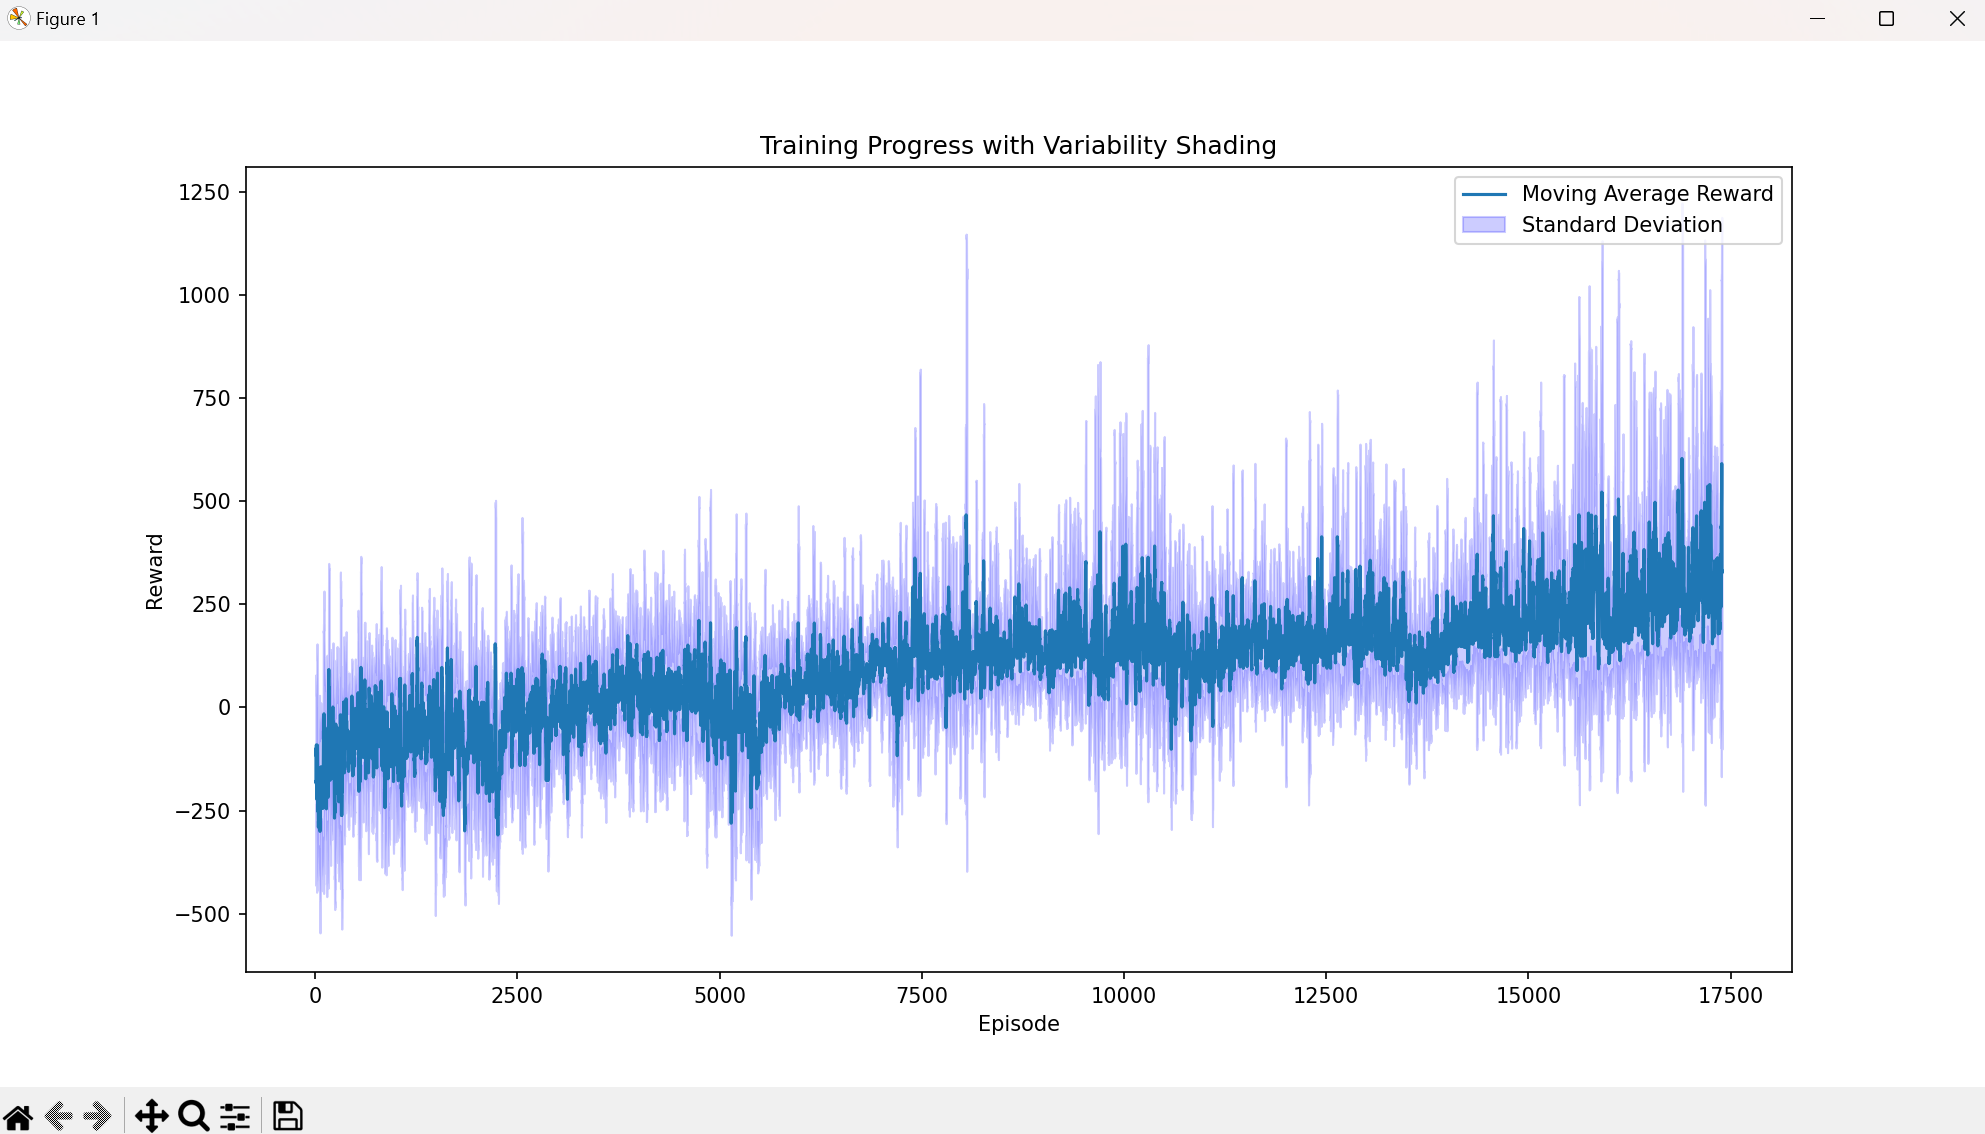 Figure 1
Training Progress with Variability Shading
Moving Average Reward
Standard Deviation
Reward
1250
1000
750
500
250
0
−250
−500
0 2500 5000 7500 10000 12500 15000 17500
Episode